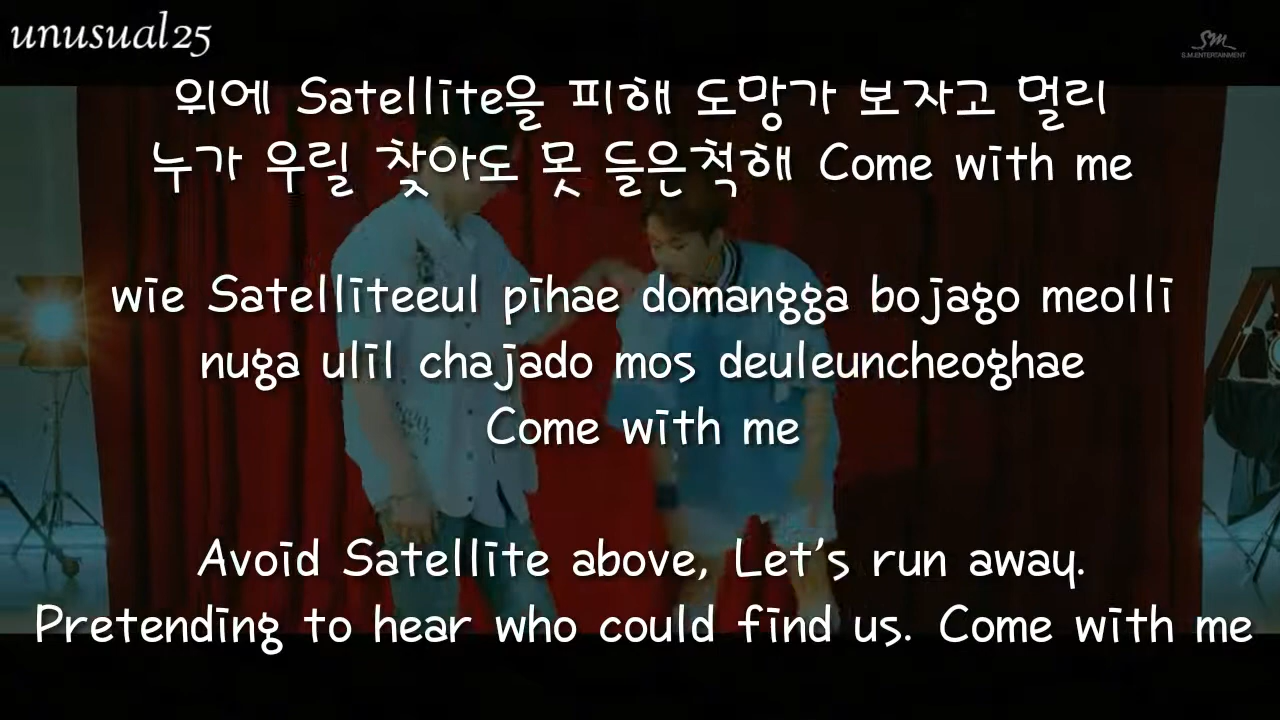 unusual25
SM
S.M.ENTERTAINMENT
위에 Satellite을 피해 도망가 보자고 멀리
누가 우릴 찾아도 못 들은척해 Come with me
wie Satelliteeul pihae domangga bojago meolli
nuga ulil chajado mos deuleuncheoghae
Come with me
Avoid Satellite above, Let's run away.
Pretending to hear who could find us. Come with me